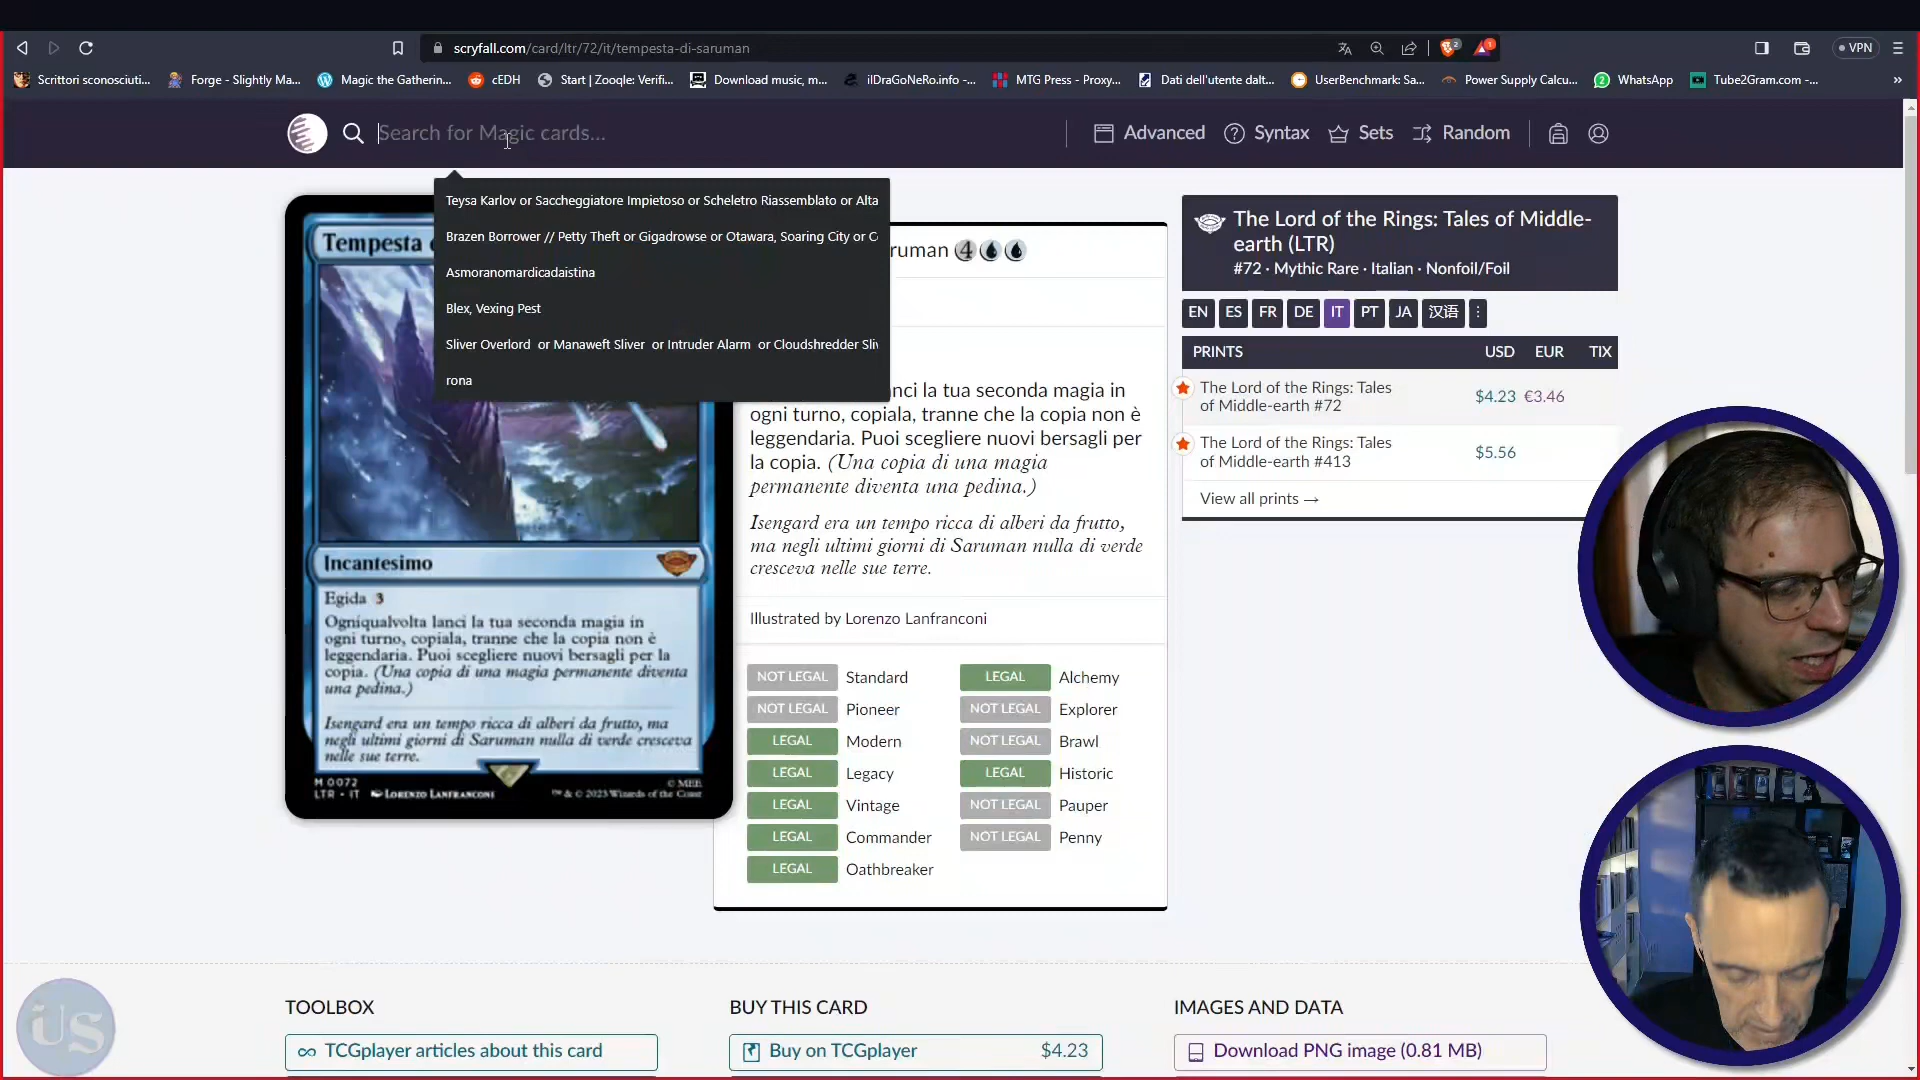 scryfall.com/card/ltr/72/it/tempesta-di-saruman
2
1
VPN
Scrittori sconosciuti...
Forge - Slightly Ma...
Magic the Gatherin...
cEDH
Start | Zooqle: Verifi...
Download music, m...
ilDraGoNeRo.info -...
MTG Press - Proxy...
Dati dell'utente dalt...
UserBenchmark: Sa...
Power Supply Calcu...
WhatsApp
Tube2Gram.com -...
Search for Magic cards...
Advanced
Syntax
Sets
Random
Teysa Karlov or Saccheggiatore Impietoso or Scheletro Riassemblato or Alta
Brazen Borrower // Petty Theft or Gigadrowse or Otawara, Soaring City or C
Asmoranomardicadaistina
Blex, Vexing Pest
Sliver Overlord or Manaweft Sliver or Intruder Alarm or Cloudshredder Sliv
rona
Tempesta
Incantesimo
Egida 3
Ogniqualvolta lanci la tua seconda magia in
ogni turno, copiala, tranne che la copia non è
leggendaria. Puoi scegliere nuovi bersagli per la
copia. (Una copia di una magia permanente diventa
una pedina.)
Isengard era un tempo ricca di alberi da frutto, ma
negli ultimi giorni di Saruman nulla di verde cresceva
nelle sue terre.
M 0072
LTR • IT Lorenzo Lanfranconi
© MEE
™ & © 2023 Wizards of the Coast
ruman 4
nci la tua seconda magia in
ogni turno, copiala, tranne che la copia non è
leggendaria. Puoi scegliere nuovi bersagli per
la copia. (Una copia di una magia
permanente diventa una pedina.)
Isengard era un tempo ricca di alberi da frutto,
ma negli ultimi giorni di Saruman nulla di verde
cresceva nelle sue terre.
Illustrated by Lorenzo Lanfranconi
NOT LEGAL Standard
LEGAL Alchemy
NOT LEGAL Pioneer
NOT LEGAL Explorer
LEGAL Modern
NOT LEGAL Brawl
LEGAL Legacy
LEGAL Historic
LEGAL Vintage
NOT LEGAL Pauper
LEGAL Commander
NOT LEGAL Penny
LEGAL Oathbreaker
The Lord of the Rings: Tales of Middle-
earth (LTR)
#72 · Mythic Rare · Italian · Nonfoil/Foil
EN ES FR DE IT PT JA 汉语
PRINTS USD EUR TIX
The Lord of the Rings: Tales
of Middle-earth #72
$4.23 €3.46
The Lord of the Rings: Tales
of Middle-earth #413
$5.56
View all prints →
US
TOOLBOX
TCGplayer articles about this card
BUY THIS CARD
Buy on TCGplayer $4.23
IMAGES AND DATA
Download PNG image (0.81 MB)